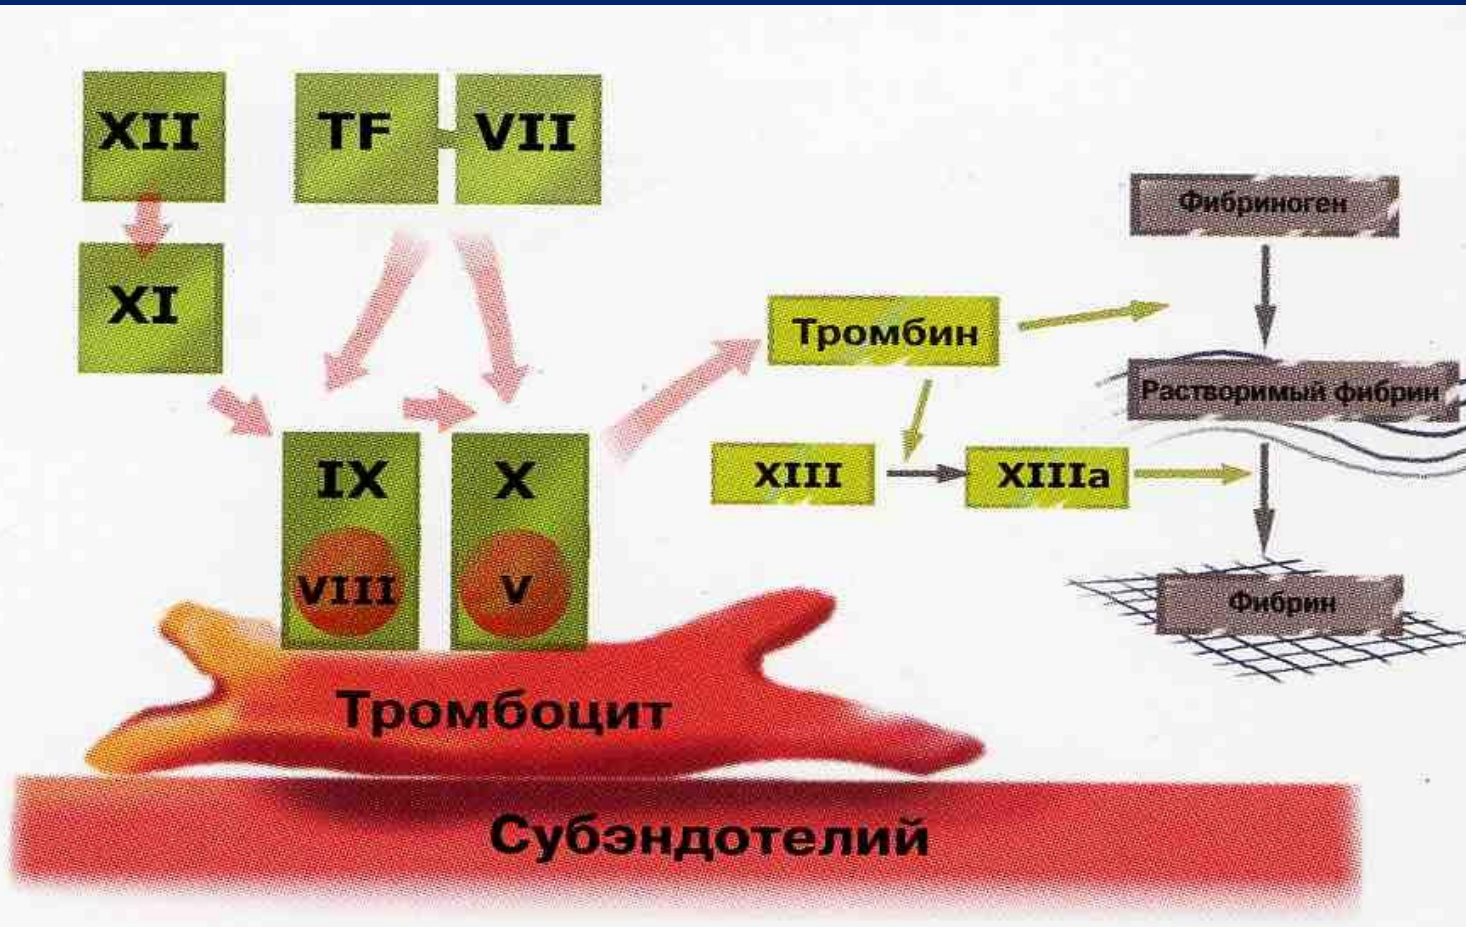 XII
TF
VII
XI
Фибриноген
Тромбин
Растворимый фибрин
XIII
XIIIa
IX
X
VIII
V
Фибрин
Тромбоцит
Субэндотелий